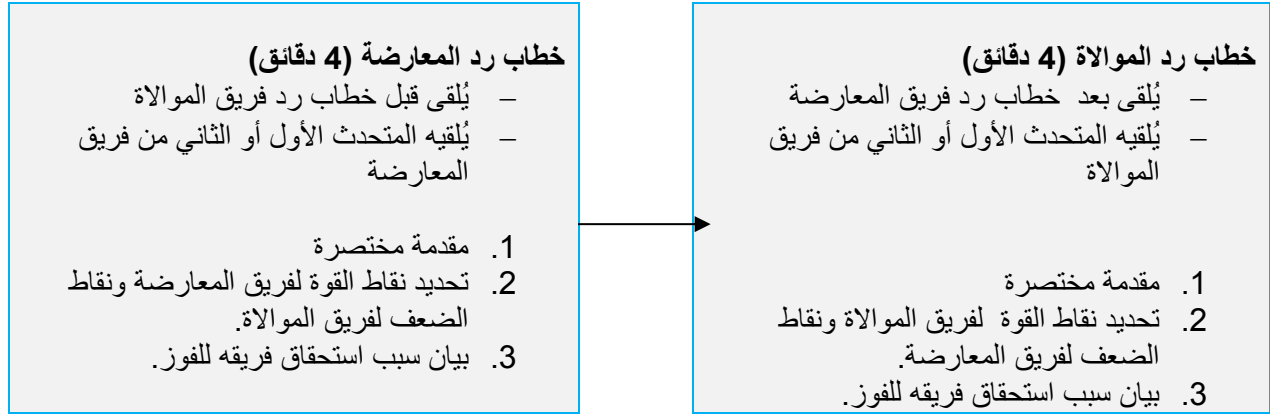 خطاب رد المعارضة (4 دقائق)
– يُلقى قبل خطاب رد فريق الموالاة
– يُلقيه المتحدث الأول أو الثاني من فريق
المعارضة
1. مقدمة مختصرة
2. تحديد نقاط القوة لفريق المعارضة ونقاط
الضعف لفريق الموالاة.
3. بيان سبب استحقاق فريقه للفوز.
خطاب رد الموالاة (4 دقائق)
– يُلقى بعد خطاب رد فريق المعارضة
– يُلقيه المتحدث الأول أو الثاني من فريق
الموالاة
1. مقدمة مختصرة
2. تحديد نقاط القوة لفريق الموالاة ونقاط
الضعف لفريق المعارضة.
3. بيان سبب استحقاق فريقه للفوز.